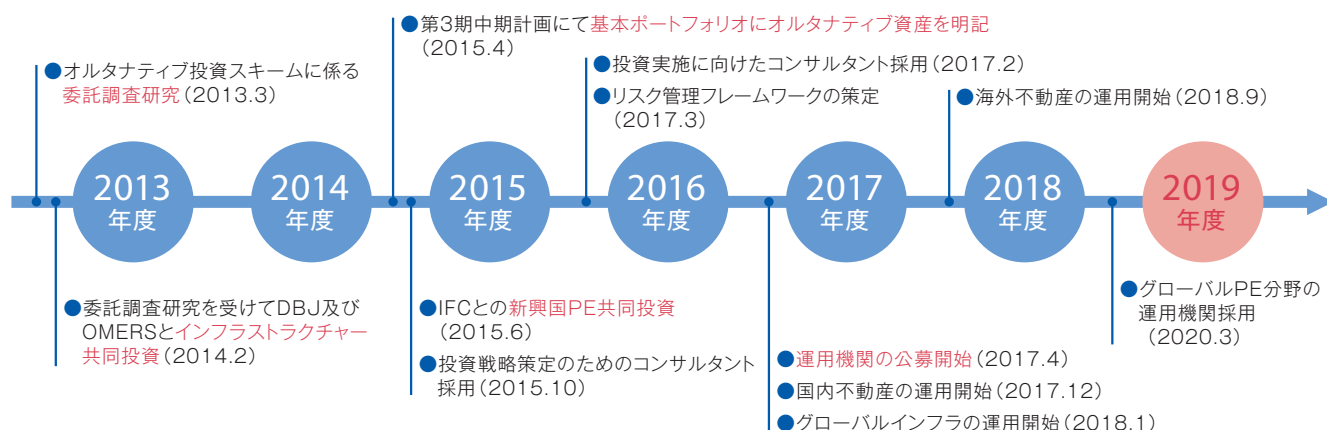 ●第3期中期計画にて基本ポートフォリオにオルタナティブ資産を明記
(2015.4)
●オルタナティブ投資スキームに係る
委託調査研究(2013.3)
●投資実施に向けたコンサルタント採用(2017.2)
●リスク管理フレームワークの策定
(2017.3)
●海外不動産の運用開始(2018.9)
2013
年度
2014
年度
2015
年度
2016
年度
2017
年度
2018
年度
2019
年度
●委託調査研究を受けてDBJ及び
OMERSとインフラストラクチャー
共同投資(2014.2)
●IFCとの新興国PE共同投資
(2015.6)
●投資戦略策定のためのコンサルタント
採用(2015.10)
●運用機関の公募開始(2017.4)
●国内不動産の運用開始(2017.12)
●グローバルインフラの運用開始(2018.1)
●グローバルPE分野の
運用機関採用
(2020.3)